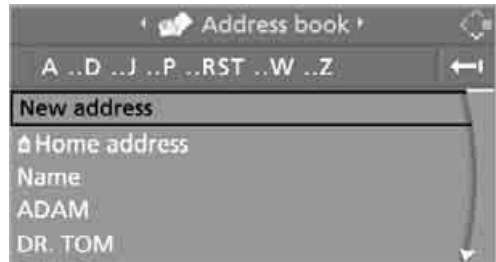 Address book
A ..D ..J ..P ..RST ..W ..Z
New address
Home address
Name
ADAM
DR. TOM